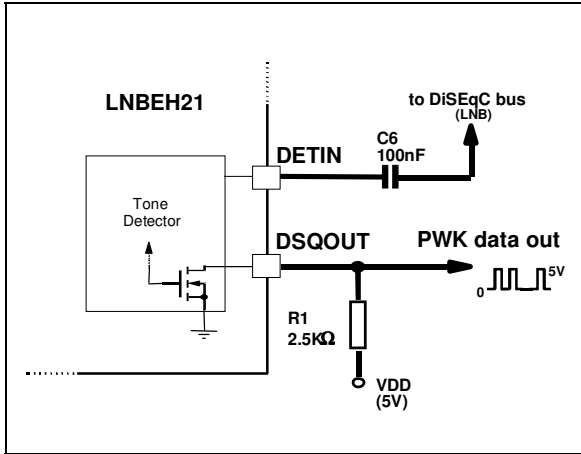 LNBEH21
to DiSEqC bus
(LNB)
C6
100nF
DETIN
Tone
Detector
DSQOUT
PWK data out
0
5V
R1
2.5KΩ
VDD
(5V)